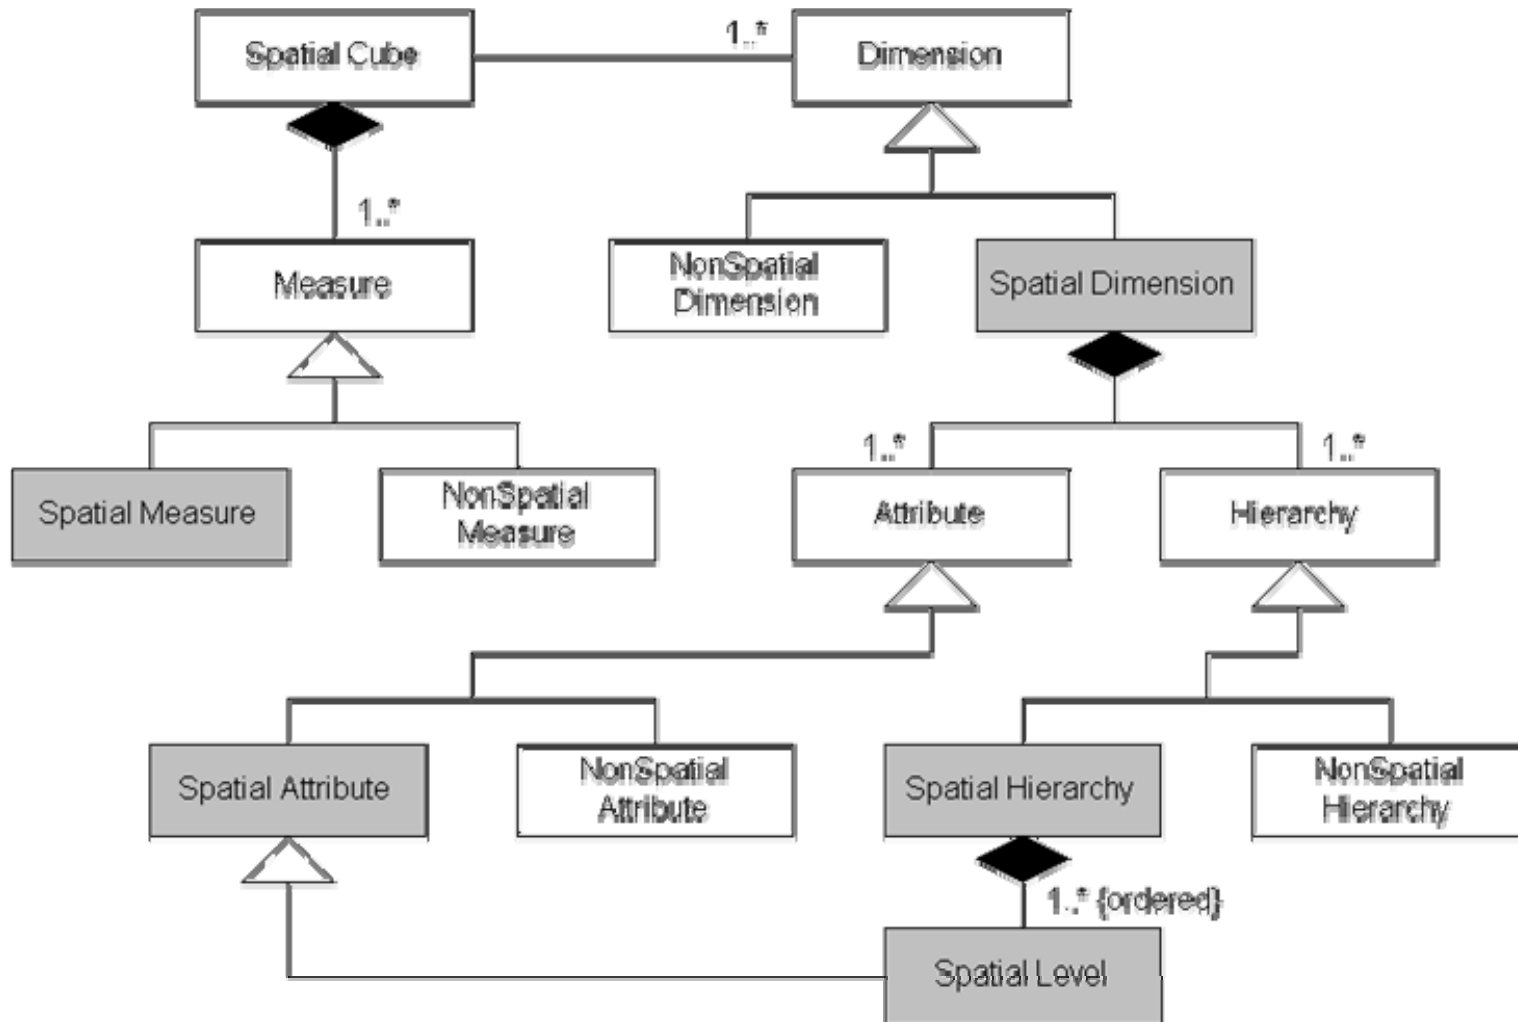 Spatial Cube
1..*
Dimension
1..*
Measure
NonSpatial
Dimension
Spatial Dimension
Spatial Measure
NonSpatial
Measure
1..*
Attribute
1..*
Hierarchy
Spatial Attribute
NonSpatial
Attribute
Spatial Hierarchy
NonSpatial
Hierarchy
1..* {ordered}
Spatial Level